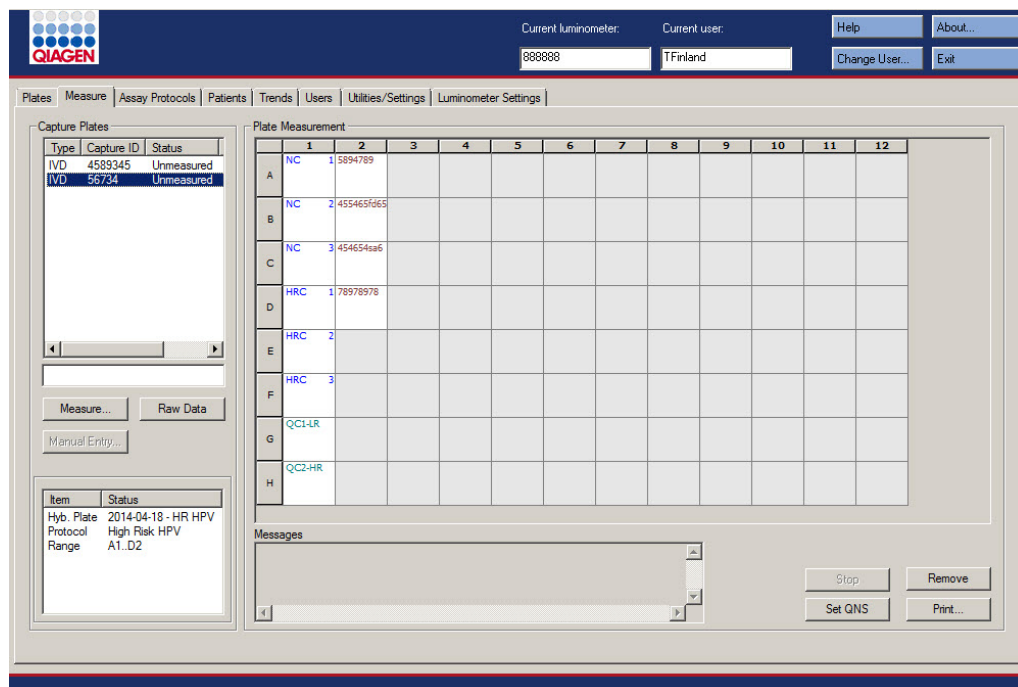 Current luminometer: Current user: Help About...
QIAGEN 888888 TFinland Change User... Exit
Plates Measure Assay Protocols Patients Trends Users Utilities/Settings Luminometer Settings
Capture Plates
Type Capture ID Status
IVD 4589345 Unmeasured
IVD 56734 Unmeasured
Measure... Raw Data
Manual Entry...
Item Status
Hyb. Plate 2014-04-18 - HR HPV
Protocol High Risk HPV
Range A1..D2
Plate Measurement
1 2 3 4 5 6 7 8 9 10 11 12
A NC 1 5894789
B NC 2 455465fd65
C NC 3 454654sa6
D HRC 1 78978978
E HRC 2
F HRC 3
G QC1-LR
H QC2-HR
Messages
Stop Remove
Set QNS Print...